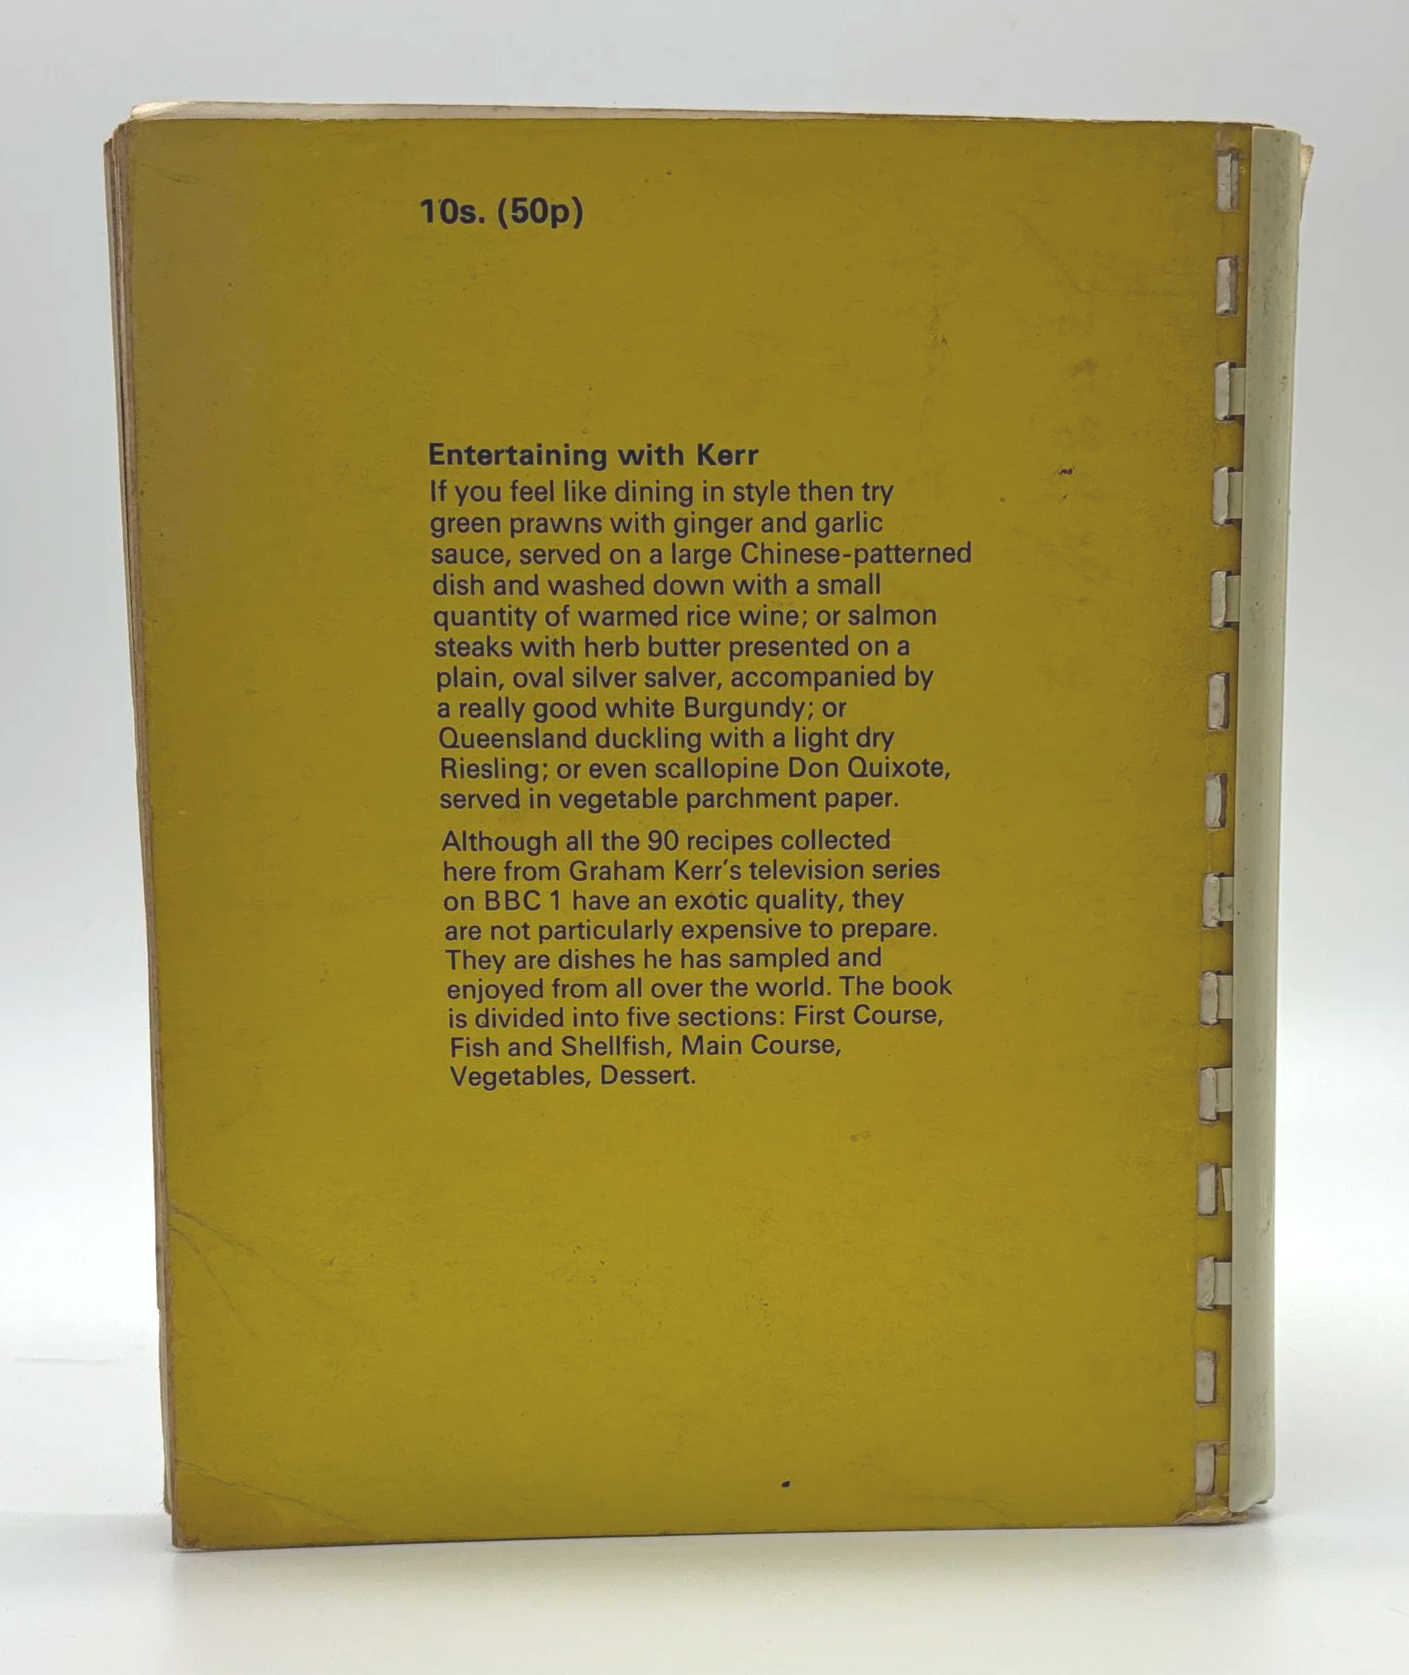 10s. (50p)
Entertaining with Kerr
If you feel like dining in style then try
green prawns with ginger and garlic
sauce, served on a large Chinese-patterned
dish and washed down with a small
quantity of warmed rice wine; or salmon
steaks with herb butter presented on a
plain, oval silver salver, accompanied by
a really good white Burgundy; or
Queensland duckling with a light dry
Riesling; or even scallopine Don Quixote,
served in vegetable parchment paper.
Although all the 90 recipes collected
here from Graham Kerr's television series
on BBC 1 have an exotic quality, they
are not particularly expensive to prepare.
They are dishes he has sampled and
enjoyed from all over the world. The book
is divided into five sections: First Course,
Fish and Shellfish, Main Course,
Vegetables, Dessert.